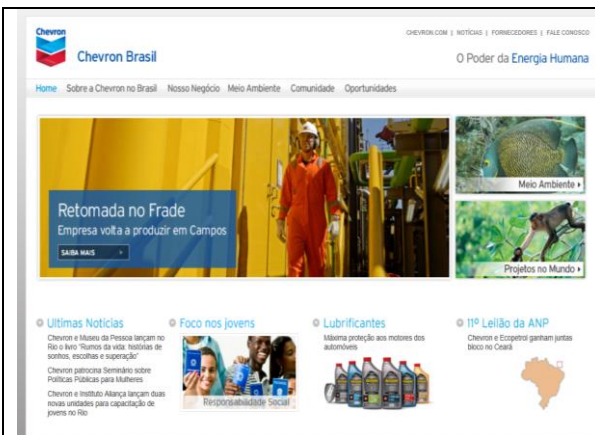 Chevron
CHEVRON.COM | NOTÍCIAS | FORNECEDORES | FALE CONOSCO
Chevron Brasil
O Poder da Energia Humana
Home Sobre a Chevron no Brasil Nosso Negócio Meio Ambiente Comunidade Oportunidades
Retomada no Frade
Empresa volta a produzir em Campos
SAIBA MAIS
Meio Ambiente
Projetos no Mundo
Ultimas Notícias
Chevron e Museu da Pessoa lançam no
Rio o livro "Rumos da vida: histórias de
sonhos, escolhas e superação"
Chevron patrocina Seminário sobre
Políticas Públicas para Mulheres
Chevron e Instituto Aliança lançam duas
novas unidades para capacitação de
jovens no Rio
Foco nos jovens
Responsabilidade Social
Lubrificantes
Máxima proteção aos motores dos
automóveis
11º Leilão da ANP
Chevron e Ecopetrol ganham juntas
bloco no Ceará